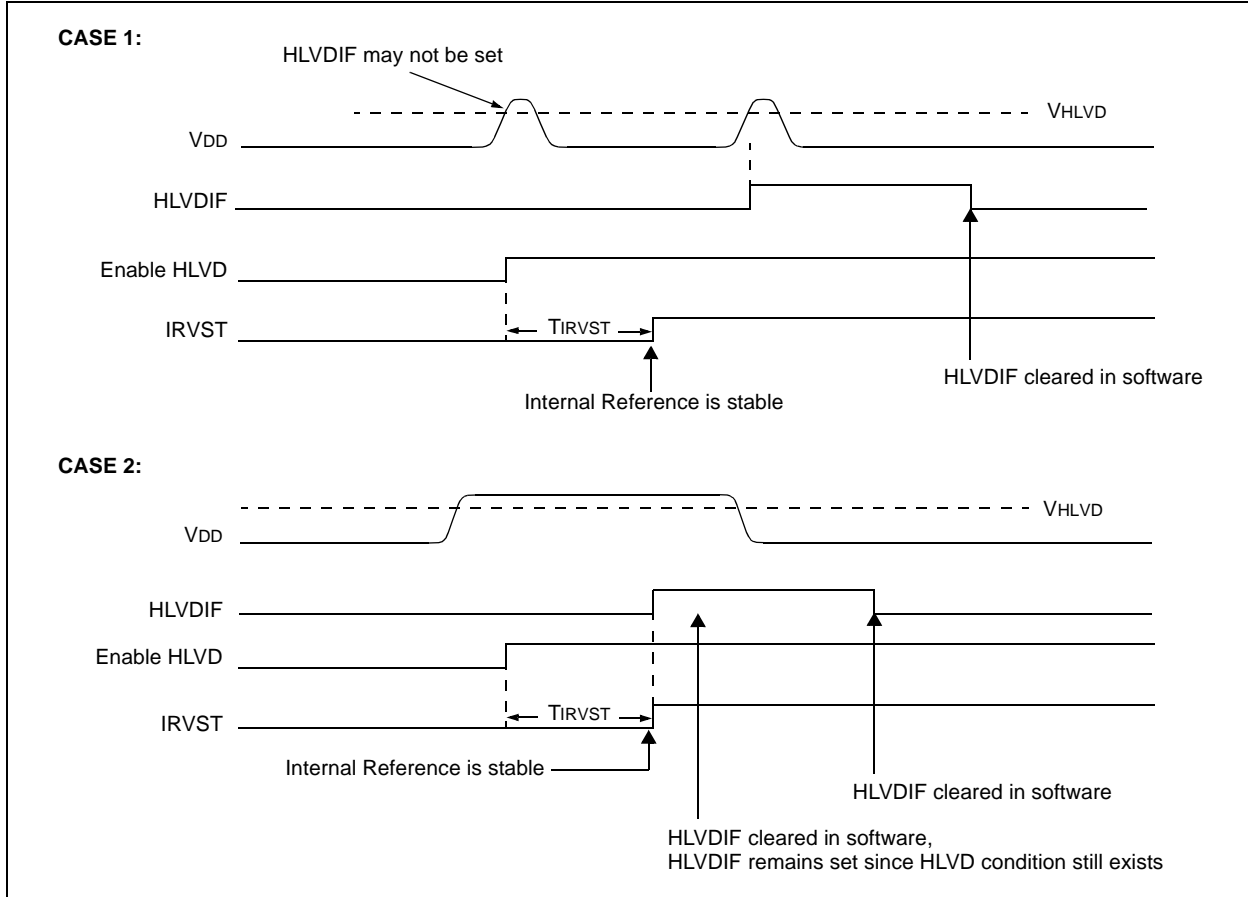 CASE 1:
HLVDIF may not be set
VHLVD
VDD
HLVDIF
Enable HLVD
IRVST
TIRVST
HLVDIF cleared in software
Internal Reference is stable
CASE 2:
VHLVD
VDD
HLVDIF
Enable HLVD
TIRVST
IRVST
Internal Reference is stable
HLVDIF cleared in software
HLVDIF cleared in software,
HLVDIF remains set since HLVD condition still exists